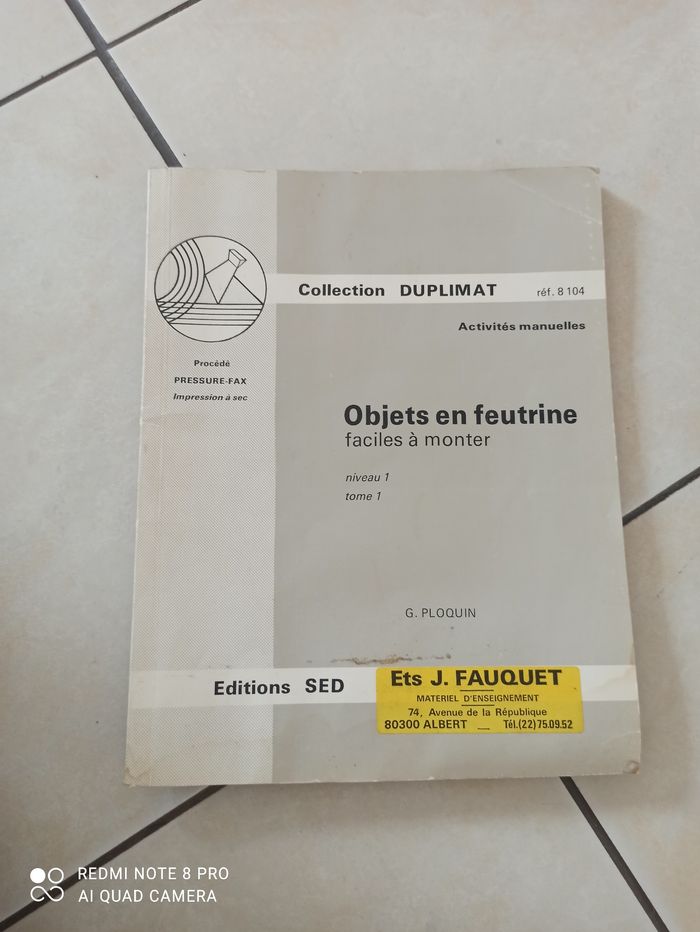 Collection DUPLIMAT réf. 8 104
Activités manuelles
Procédé
PRESSURE-FAX
Impression à sec
Objets en feutrine
faciles à monter
niveau 1
tome 1
G. PLOQUIN
Editions SED
Ets J. FAUQUET
MATERIEL D'ENSEIGNEMENT
74, Avenue de la République
80300 ALBERT _ Tél.(22)75.09.52
REDMI NOTE 8 PRO
AI QUAD CAMERA